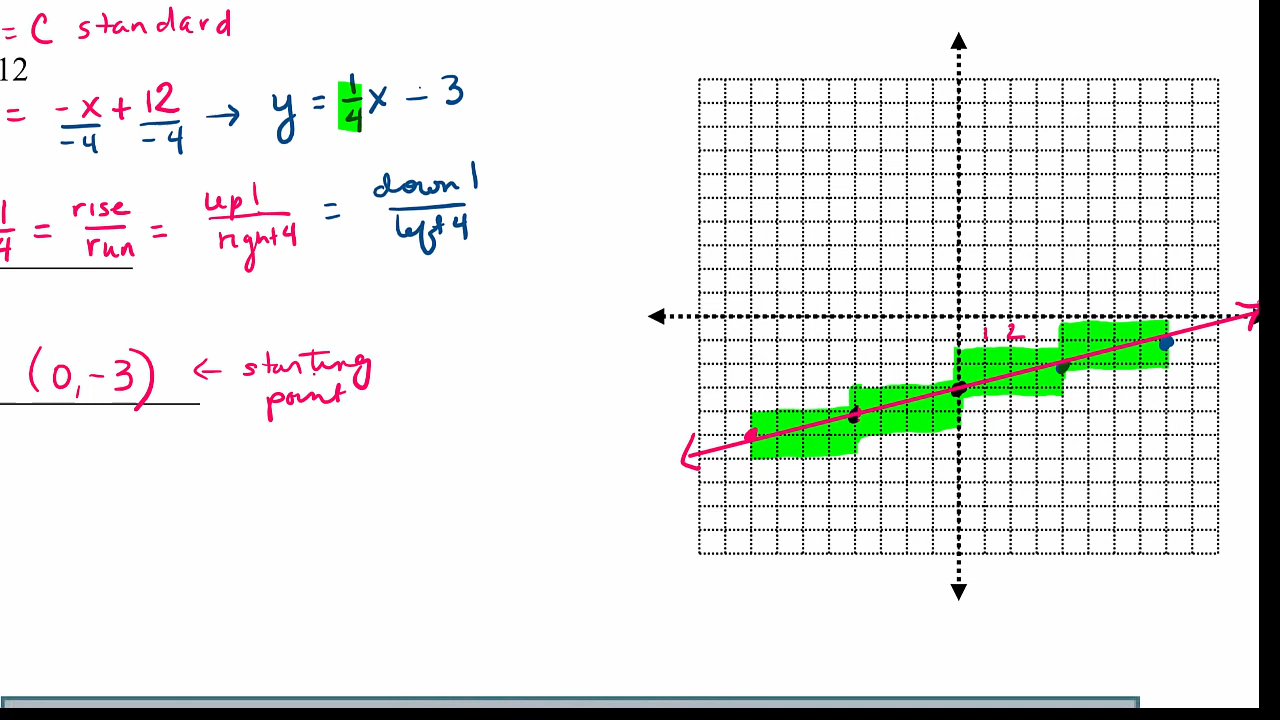 = C standard
12
= -x/-4 + 12/-4 → y = 1/4 x - 3
1/4 = rise/run = up 1/right 4 = down 1/left 4
(0, -3) ← starting point
1 2